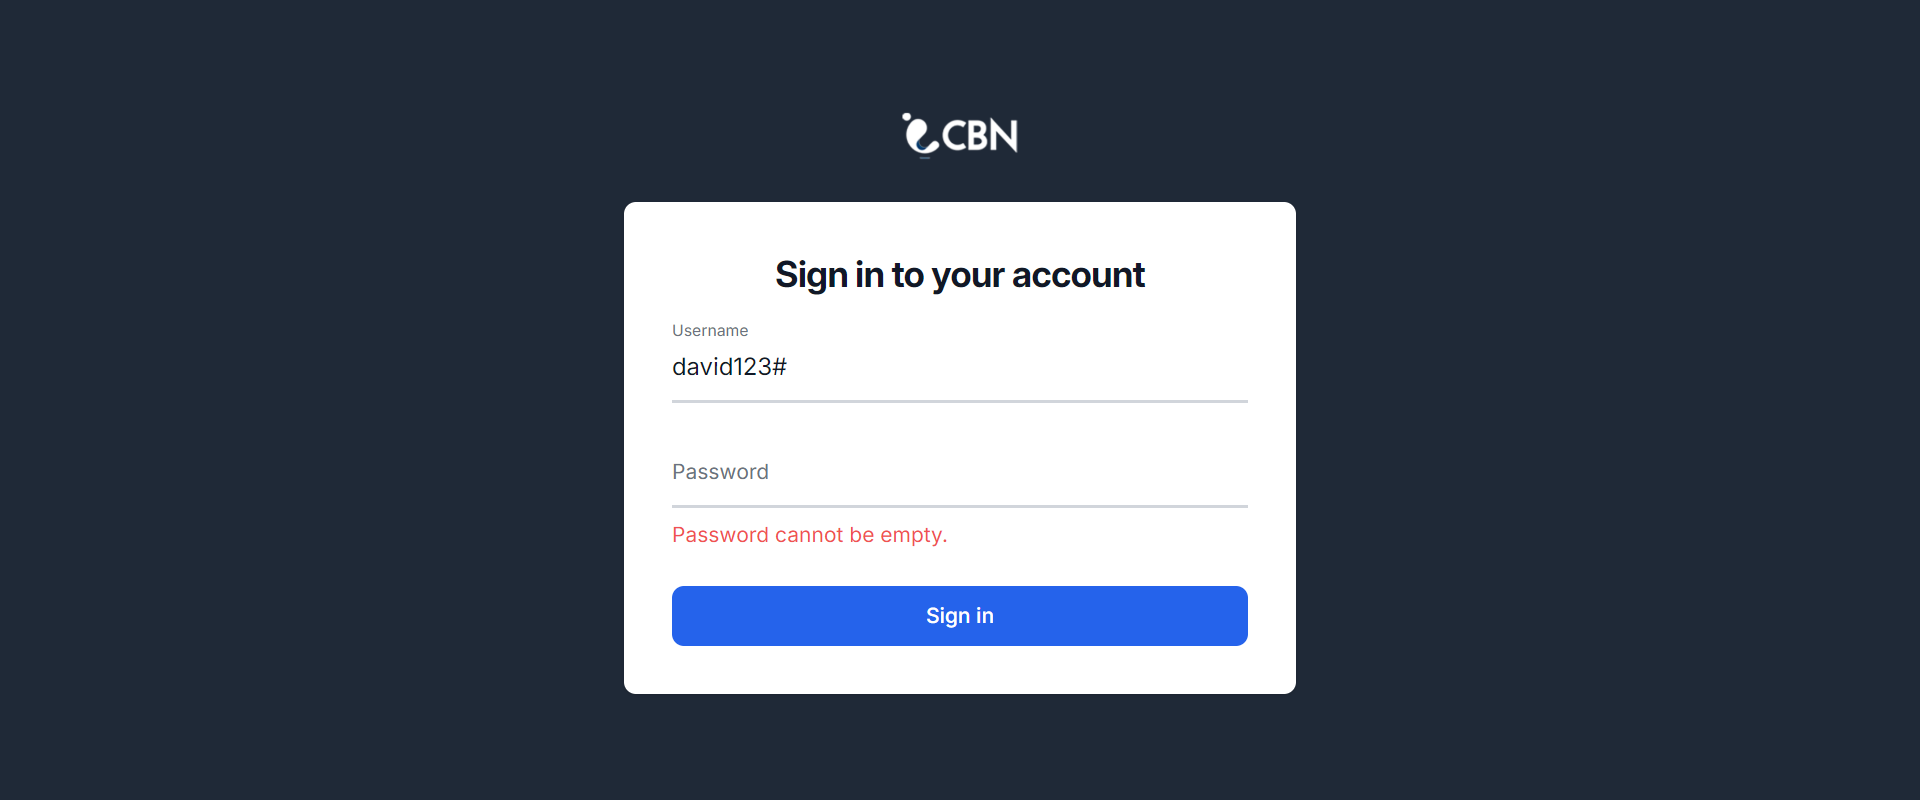 CBN
Sign in to your account
Username
david123#
Password
Password cannot be empty.
Sign in